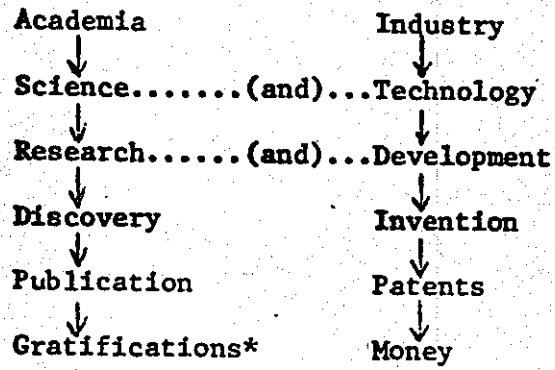 Academia Industry
Science.......(and)...Technology
Research......(and)...Development
Discovery Invention
Publication Patents
Gratifications* Money